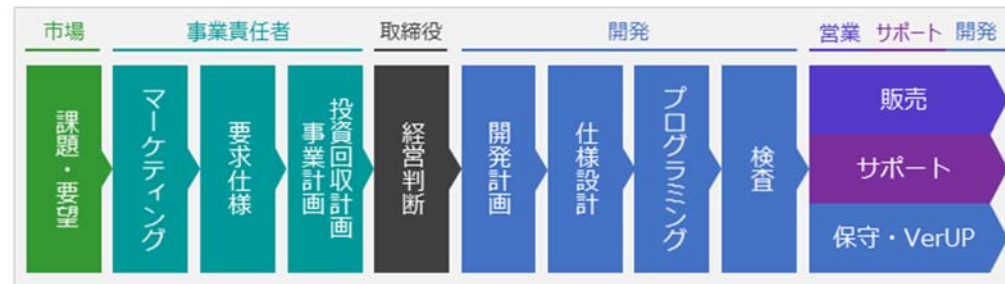 市場
事業責任者
取締役
開発
営業 サポート 開発
課題・要望
マーケティング
要求仕様
投資回収計画
事業計画
経営判断
開発計画
仕様設計
プログラミング
検査
販売
サポート
保守・VerUP